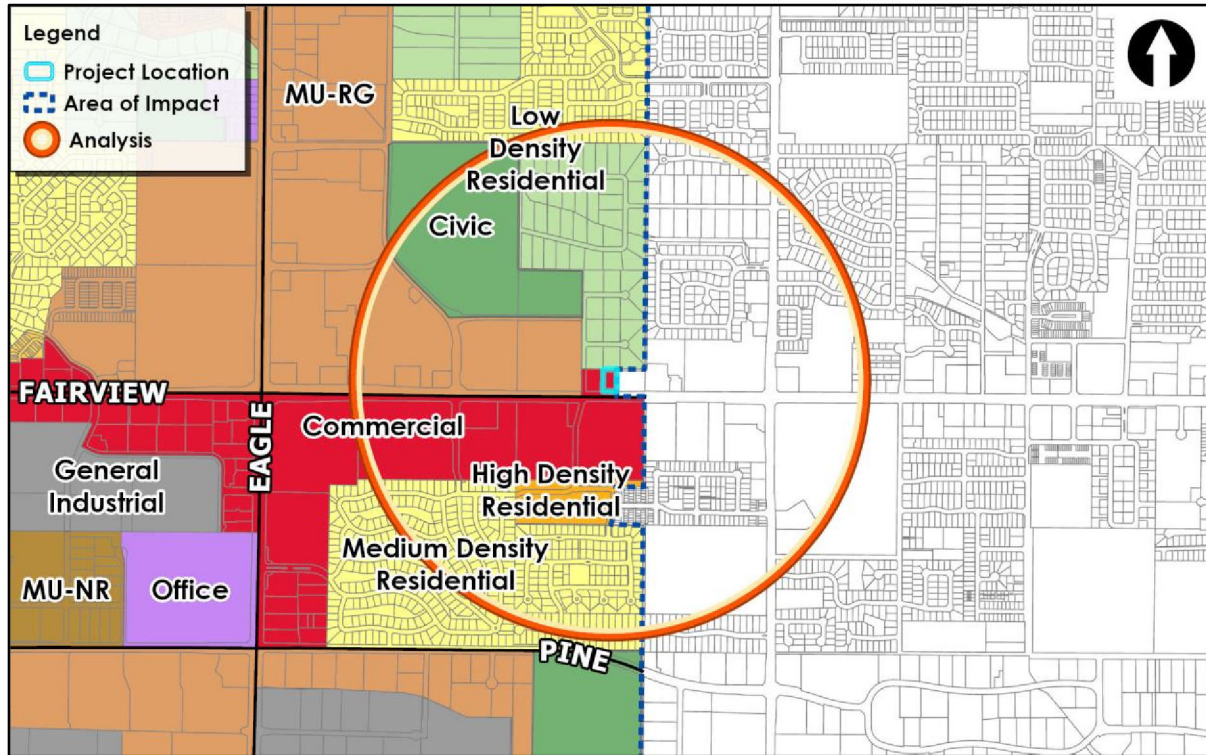 Legend
Project Location
Area of Impact
Analysis
MU-RG
Low
Density
Residential
Civic
FAIRVIEW
EAGLE
Commercial
General
Industrial
High Density
Residential
Medium Density
Residential
MU-NR
Office
PINE